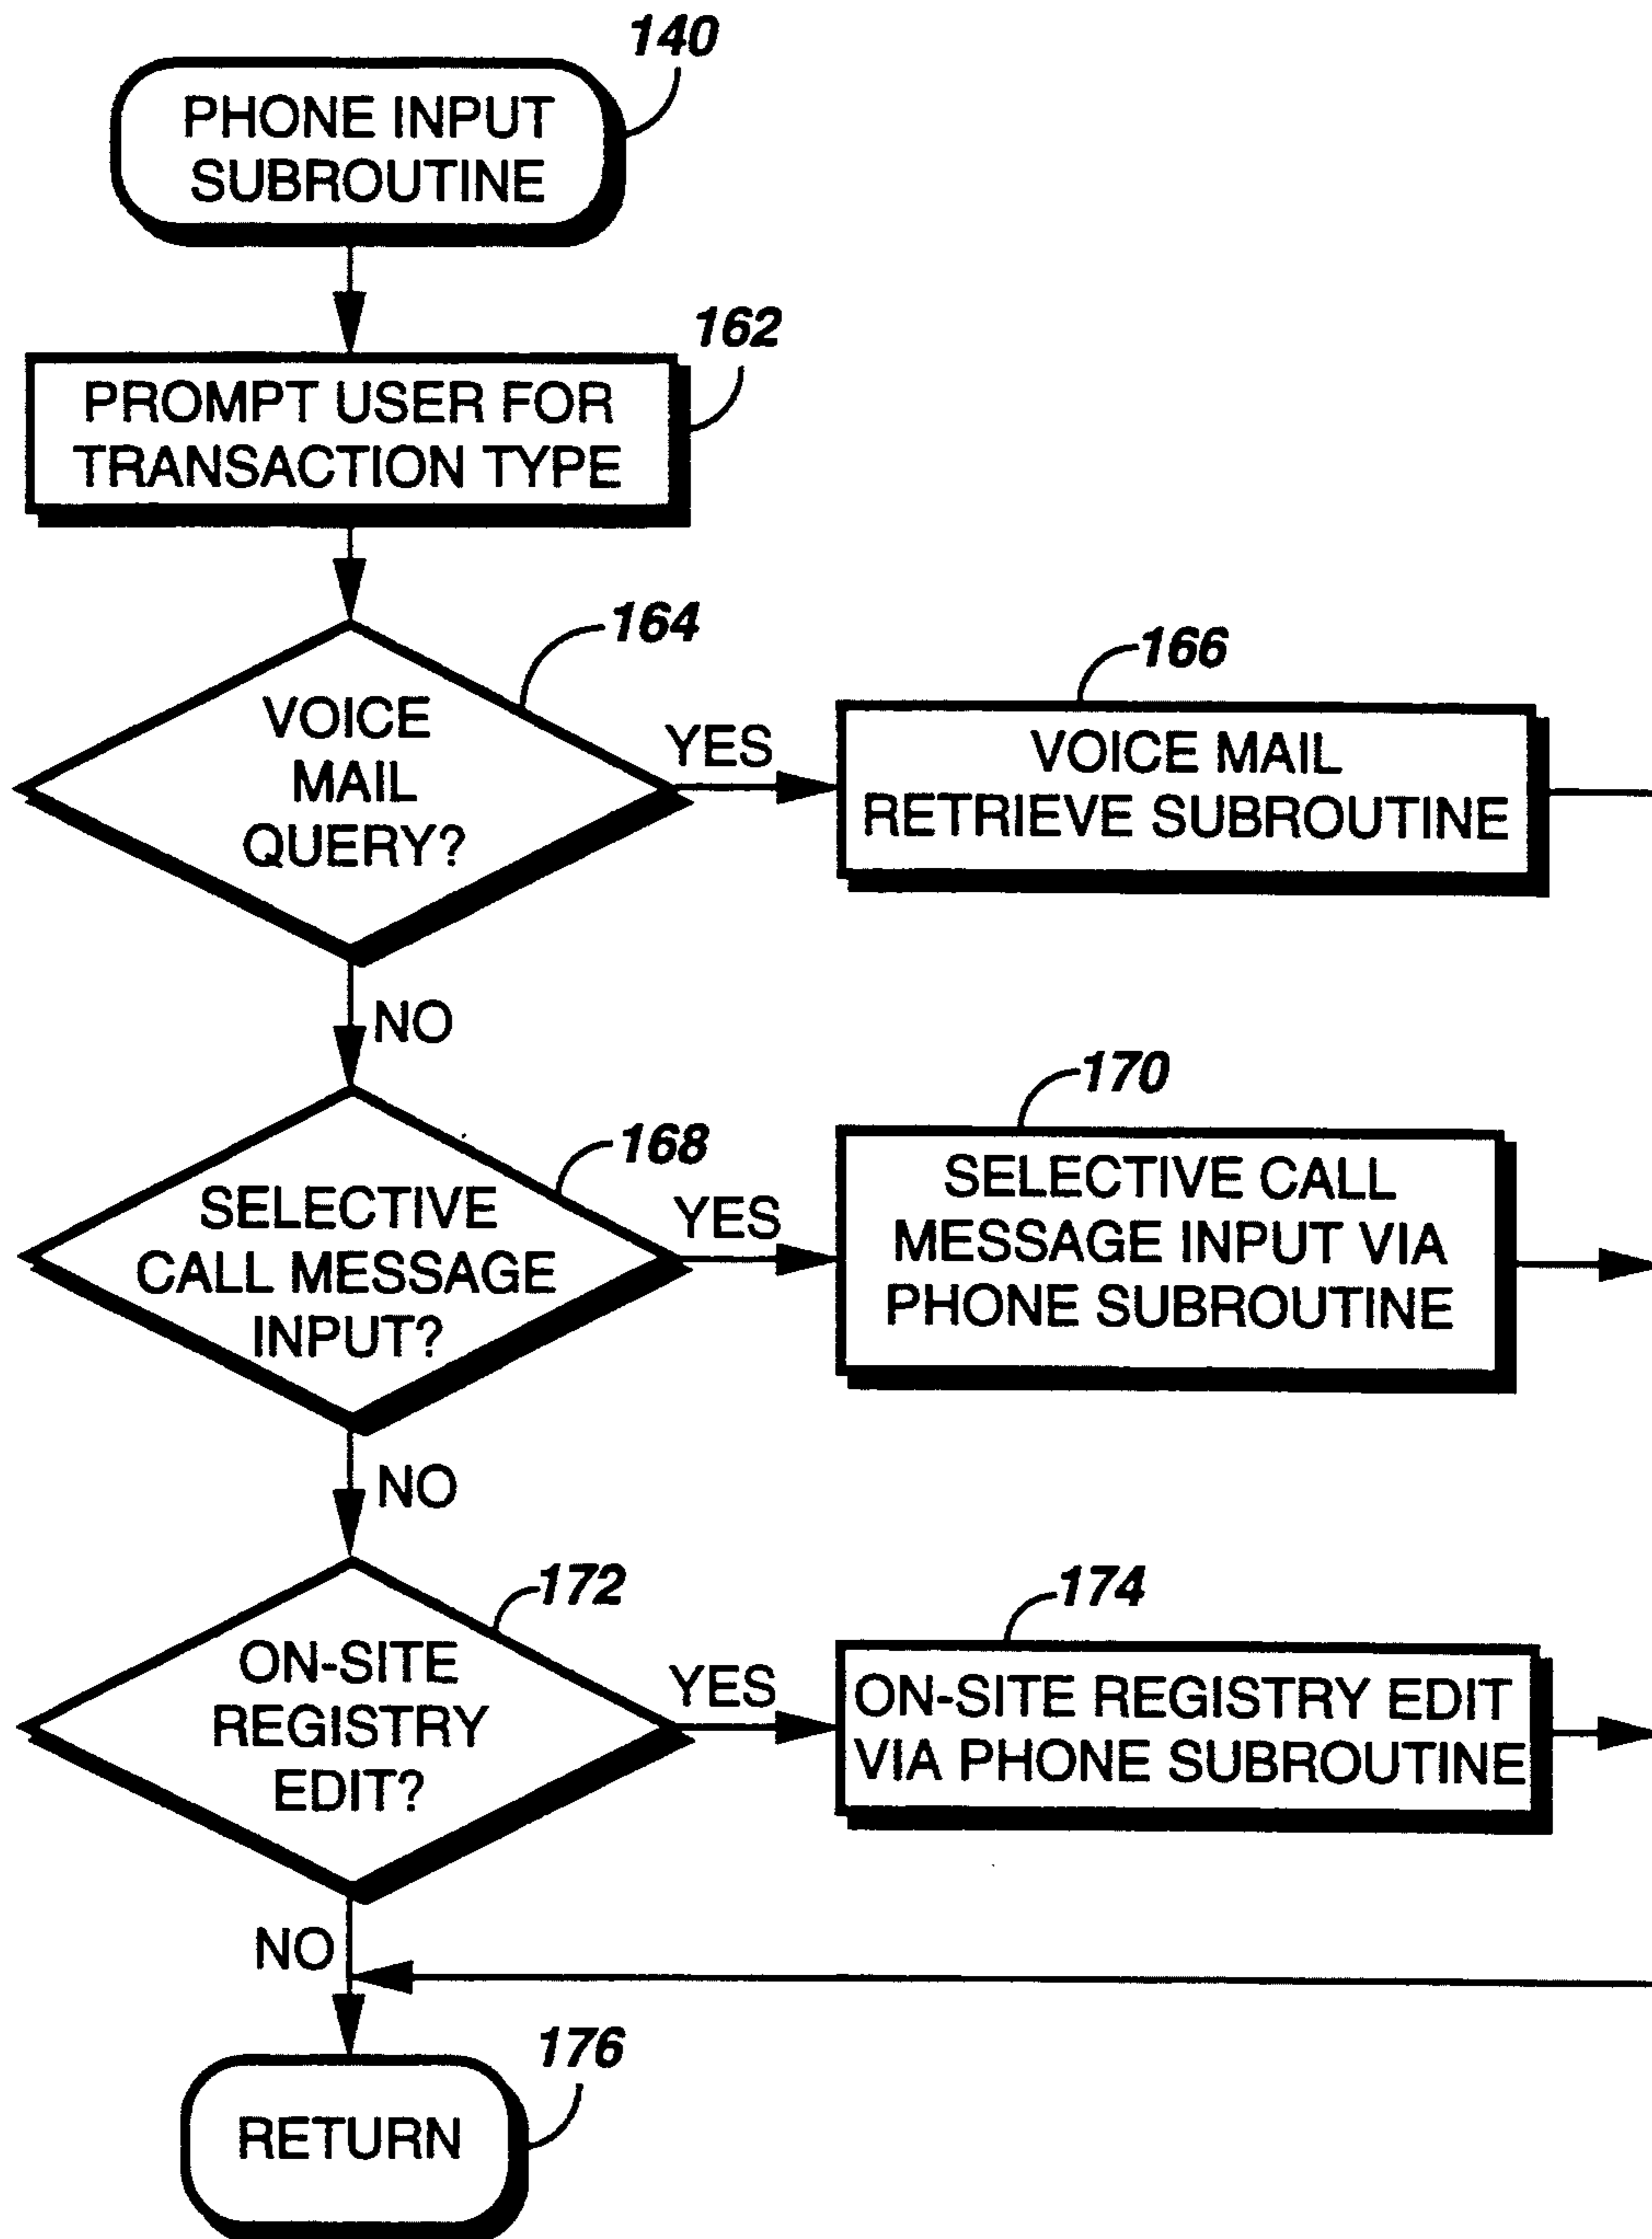 140
PHONE INPUT
SUBROUTINE
162
PROMPT USER FOR
TRANSACTION TYPE
164
VOICE
MAIL
QUERY?
YES
166
VOICE MAIL
RETRIEVE SUBROUTINE
NO
168
SELECTIVE
CALL MESSAGE
INPUT?
YES
170
SELECTIVE CALL
MESSAGE INPUT VIA
PHONE SUBROUTINE
NO
172
ON-SITE
REGISTRY
EDIT?
YES
174
ON-SITE REGISTRY EDIT
VIA PHONE SUBROUTINE
NO
176
RETURN